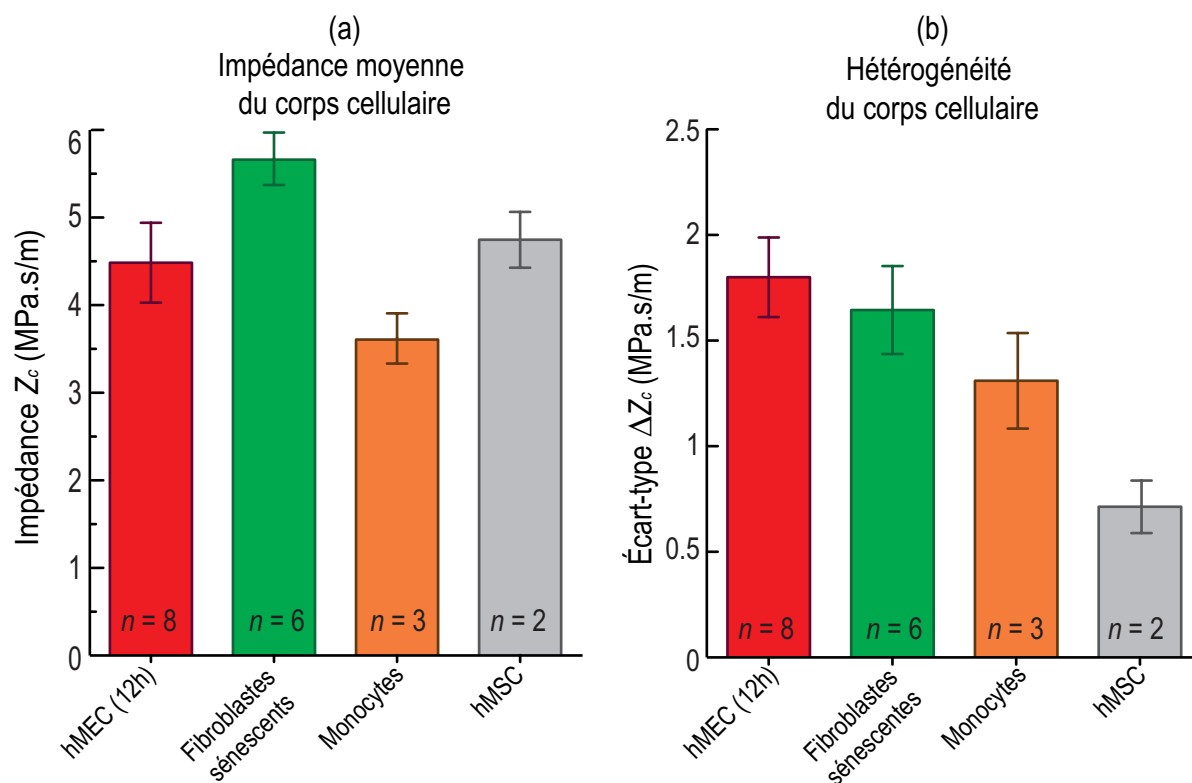 (a)
Impédance moyenne
du corps cellulaire
Impédance Zc (MPa.s/m)
6
5
4
3
2
1
0
n = 8
n = 6
n = 3
n = 2
hMEC (12h)
Fibroblastes
sénescents
Monocytes
hMSC
(b)
Hétérogénéité
du corps cellulaire
Écart-type ΔZc (MPa.s/m)
2.5
2
1.5
1
0.5
0
n = 8
n = 6
n = 3
n = 2
hMEC (12h)
Fibroblastes
sénescentes
Monocytes
hMSC